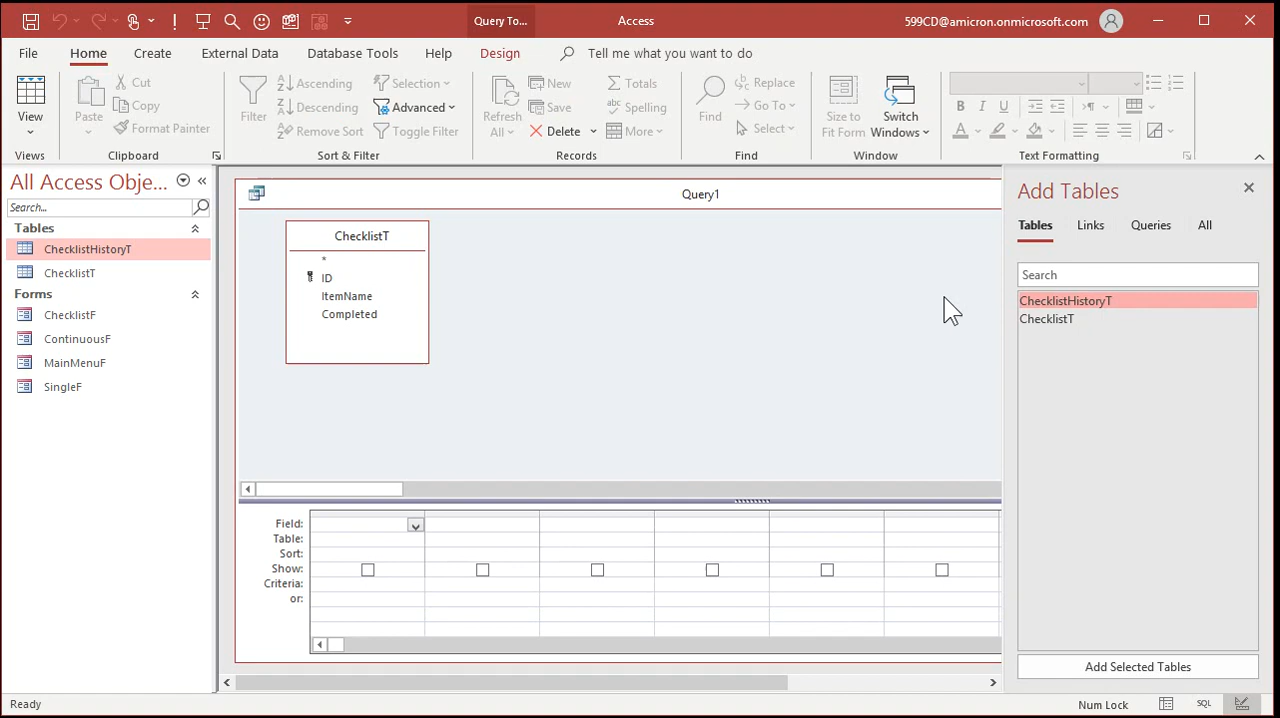 Query To...
Access
599CD@amicron.onmicrosoft.com
File
Home
Create
External Data
Database Tools
Help
Design
Tell me what you want to do
View
Views
Paste
Cut
Copy
Format Painter
Clipboard
Filter
Ascending
Descending
Remove Sort
Selection
Advanced
Toggle Filter
Sort & Filter
Refresh
All
New
Save
Delete
Totals
Spelling
More
Records
Find
Replace
Go To
Select
Find
Size to
Fit Form
Switch
Windows
Window
B I U
A
Text Formatting
All Access Obje...
Search...
Tables
ChecklistHistoryT
ChecklistT
Forms
ChecklistF
ContinuousF
MainMenuF
SingleF
Query1
ChecklistT
*
ID
ItemName
Completed
Field:
Table:
Sort:
Show:
Criteria:
or:
Add Tables
Tables
Links
Queries
All
Search
ChecklistHistoryT
ChecklistT
Add Selected Tables
Ready
Num Lock
SQL